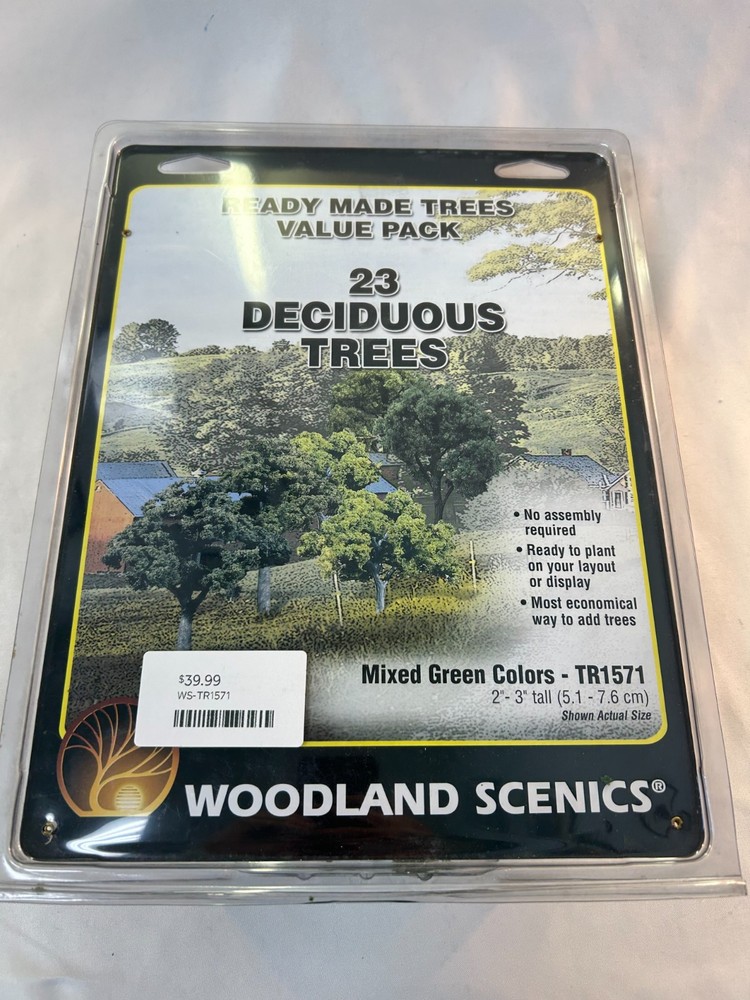 READY MADE TREES
VALUE PACK
23
DECIDUOUS
TREES
• No assembly
required
• Ready to plant
on your layout
or display
• Most economical
way to add trees
Mixed Green Colors - TR1571
2"- 3" tall (5.1 - 7.6 cm)
Shown Actual Size
$39.99
WS-TR1571
WOODLAND SCENICS®